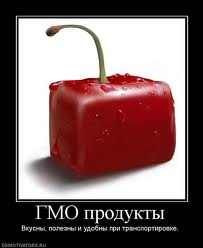 ГМО продукты
Вкусны, полезны и удобны при транспортировке.
DEMOTIVATORS.RU